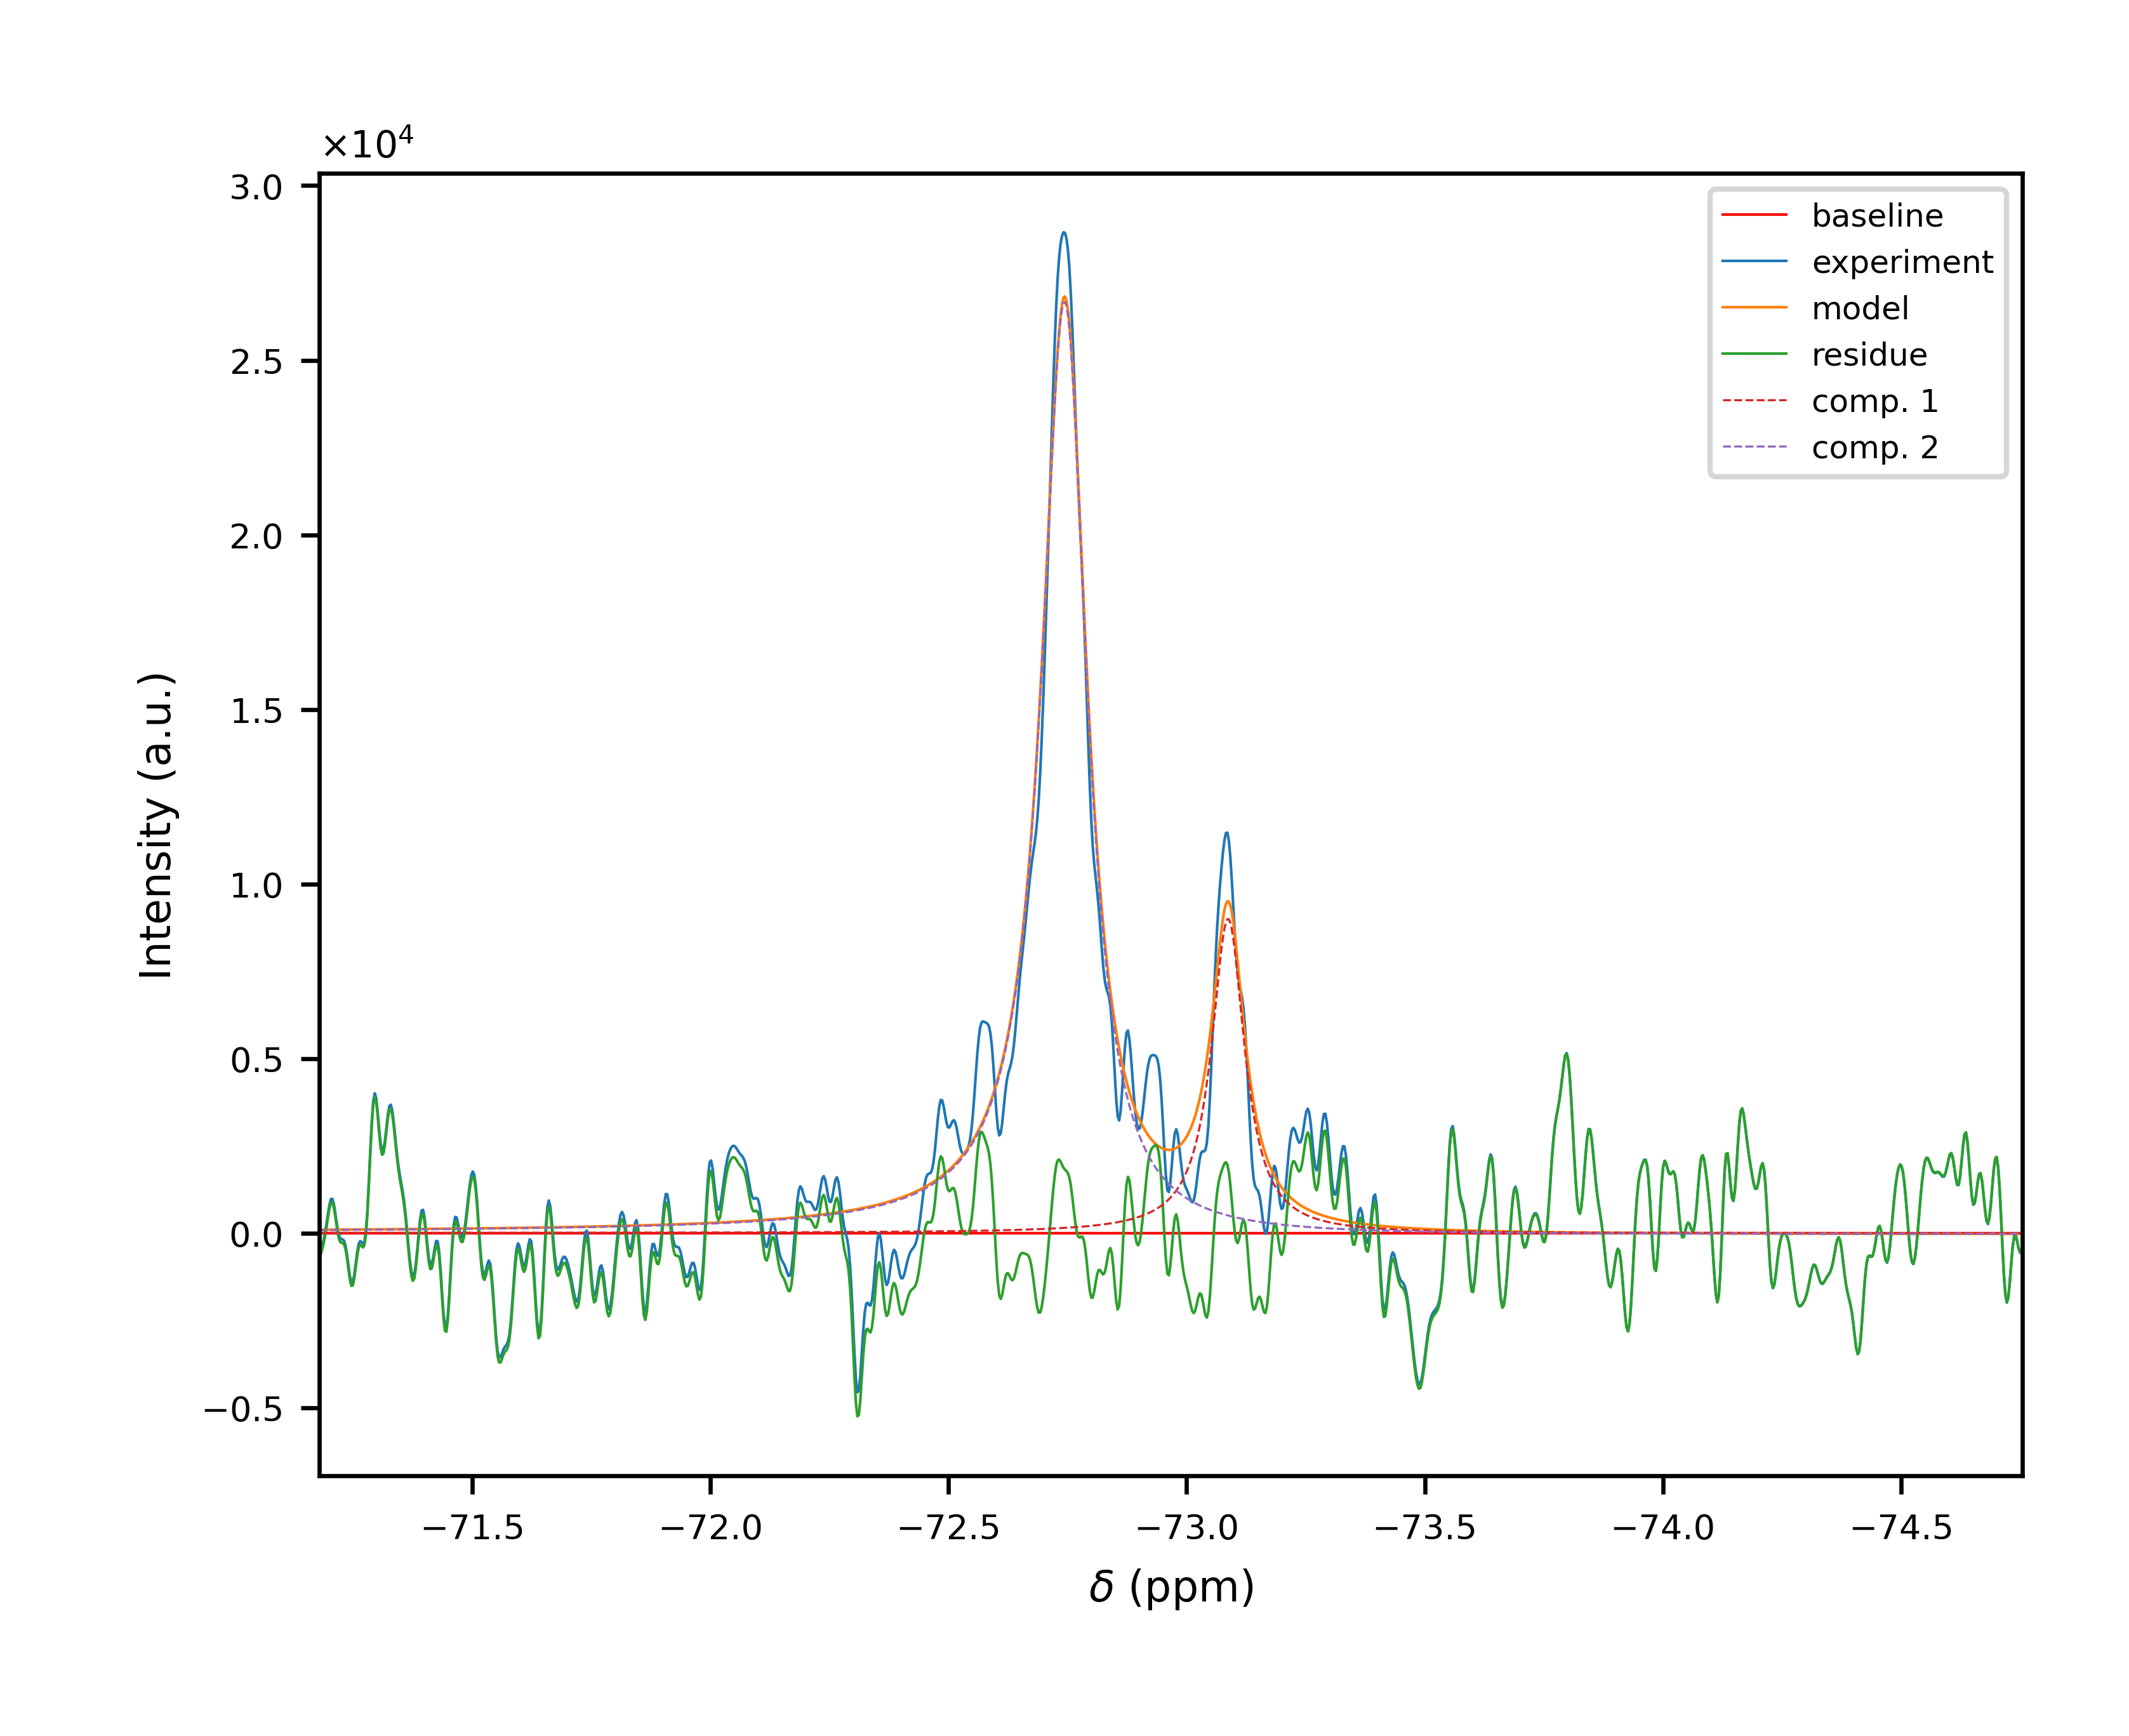 ×10⁴
3.0
2.5
2.0
1.5
1.0
0.5
0.0
−0.5
Intensity (a.u.)
baseline
experiment
model
residue
comp. 1
comp. 2
−71.5 −72.0 −72.5 −73.0 −73.5 −74.0 −74.5
δ (ppm)